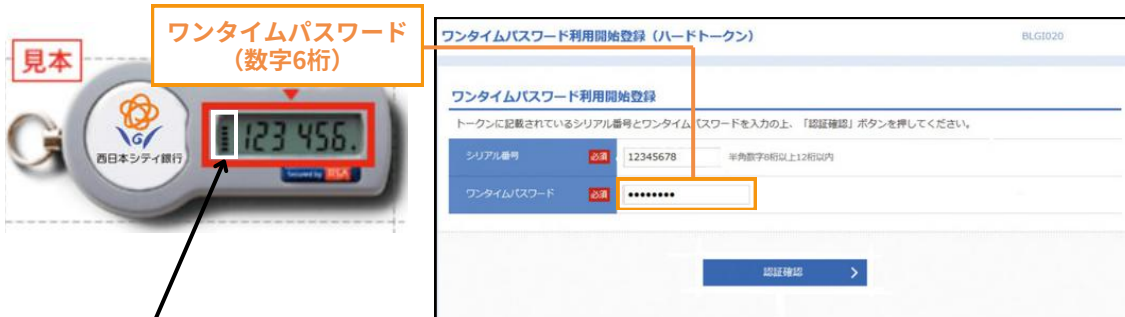 ワンタイムパスワード
(数字6桁)
見本
西日本シティ銀行
123 456.
Secured by RSA
ワンタイムパスワード利用開始登録(ハードトークン)
BLGI020
ワンタイムパスワード利用開始登録
トークンに記載されているシリアル番号とワンタイムパスワードを入力の上、「認証確認」ボタンを押してください。
シリアル番号 必須 12345678 半角数字8桁以上12桁以内
ワンタイムパスワード 必須 ••••••••
認証確認